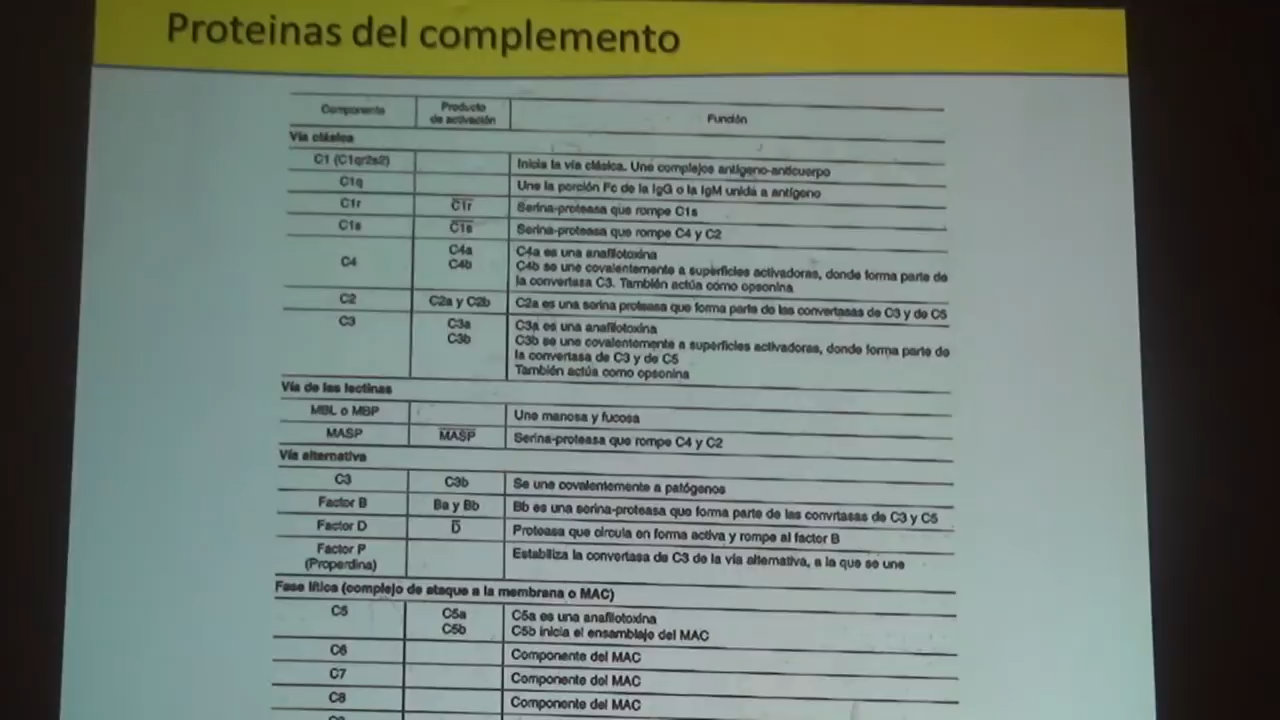 Proteinas del complemento
Componente Producto de activación Función
Vía clásica
C1 (C1qr2s2) Inicia la vía clásica. Une complejos antígeno-anticuerpo
C1q Une la porción Fc de la IgG o la IgM unida a antígeno
C1r C1r Serina-proteasa que rompe C1s
C1s C1s Serina-proteasa que rompe C4 y C2
C4 C4a C4a es una anafilotoxina
C4b C4b se une covalentemente a superficies activadoras, donde forma parte de
la convertasa C3. También actúa como opsonina
C2 C2a y C2b C2a es una serina proteasa que forma parte de las convertasas de C3 y de C5
C3 C3a C3a es una anafilotoxina
C3b C3b se une covalentemente a superficies activadoras, donde forma parte de
la convertasa de C3 y de C5
También actúa como opsonina
Vía de las lectinas
MBL o MBP Une manosa y fucosa
MASP MASP Serina-proteasa que rompe C4 y C2
Vía alternativa
C3 C3b Se une covalentemente a patógenos
Factor B Ba y Bb Bb es una serina-proteasa que forma parte de las convrtasas de C3 y C5
Factor D D Proteasa que circula en forma activa y rompe al factor B
Factor P Estabiliza la convertasa de C3 de la vía alternativa, a la que se une
(Properdina)
Fase lítica (complejo de ataque a la membrana o MAC)
C5 C5a C5a es una anafilotoxina
C5b C5b inicia el ensamblaje del MAC
C6 Componente del MAC
C7 Componente del MAC
C8 Componente del MAC